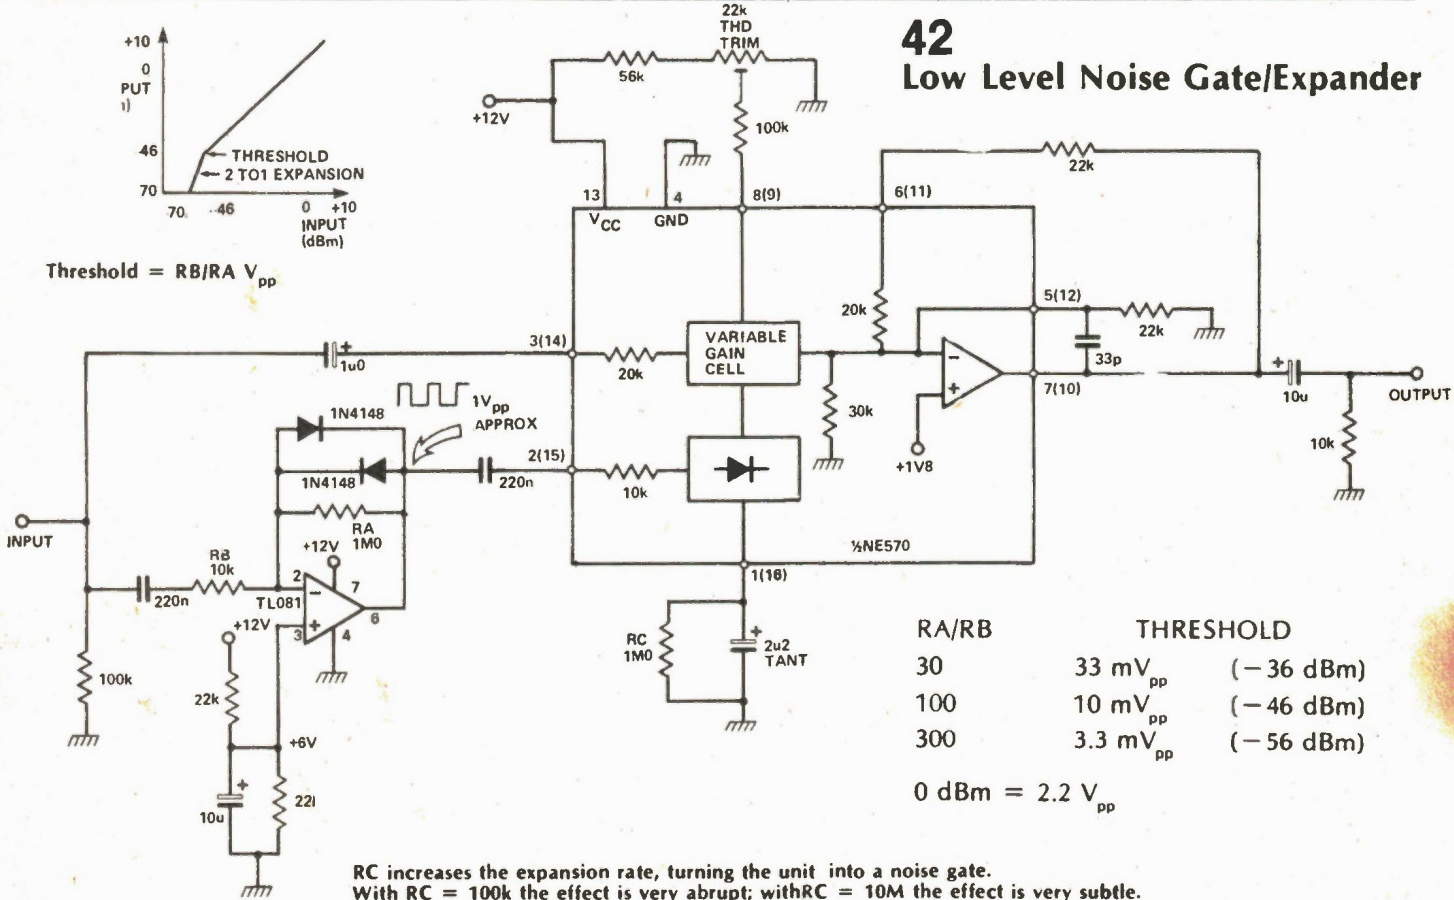 42
Low Level Noise Gate/Expander
+10
0
PUT
46
70
THRESHOLD
2 TO1 EXPANSION
70
-46
0
+10
INPUT
(dBm)
Threshold = RB/RA Vpp
22k
THD
TRIM
56k
+12V
100k
13
VCC
4
GND
8(9)
6(11)
22k
20k
5(12)
22k
33p
7(10)
10u
+
OUTPUT
10k
3(14)
+
1u0
20k
VARIABLE
GAIN
CELL
30k
−
+
+1V8
1N4148
1Vpp
APPROX
1N4148
2(15)
220n
10k
RA
1M0
½NE570
1(16)
INPUT
RB
10k
+12V
220n
2
7
TL081
−
+
6
3
4
+12V
100k
22k
+6V
+
10u
RC
1M0
+
2u2
TANT
RA/RB THRESHOLD
30 33 mVpp (−36 dBm)
100 10 mVpp (−46 dBm)
300 3.3 mVpp (−56 dBm)
0 dBm = 2.2 Vpp
RC increases the expansion rate, turning the unit into a noise gate.
With RC = 100k the effect is very abrupt; withRC = 10M the effect is very subtle.